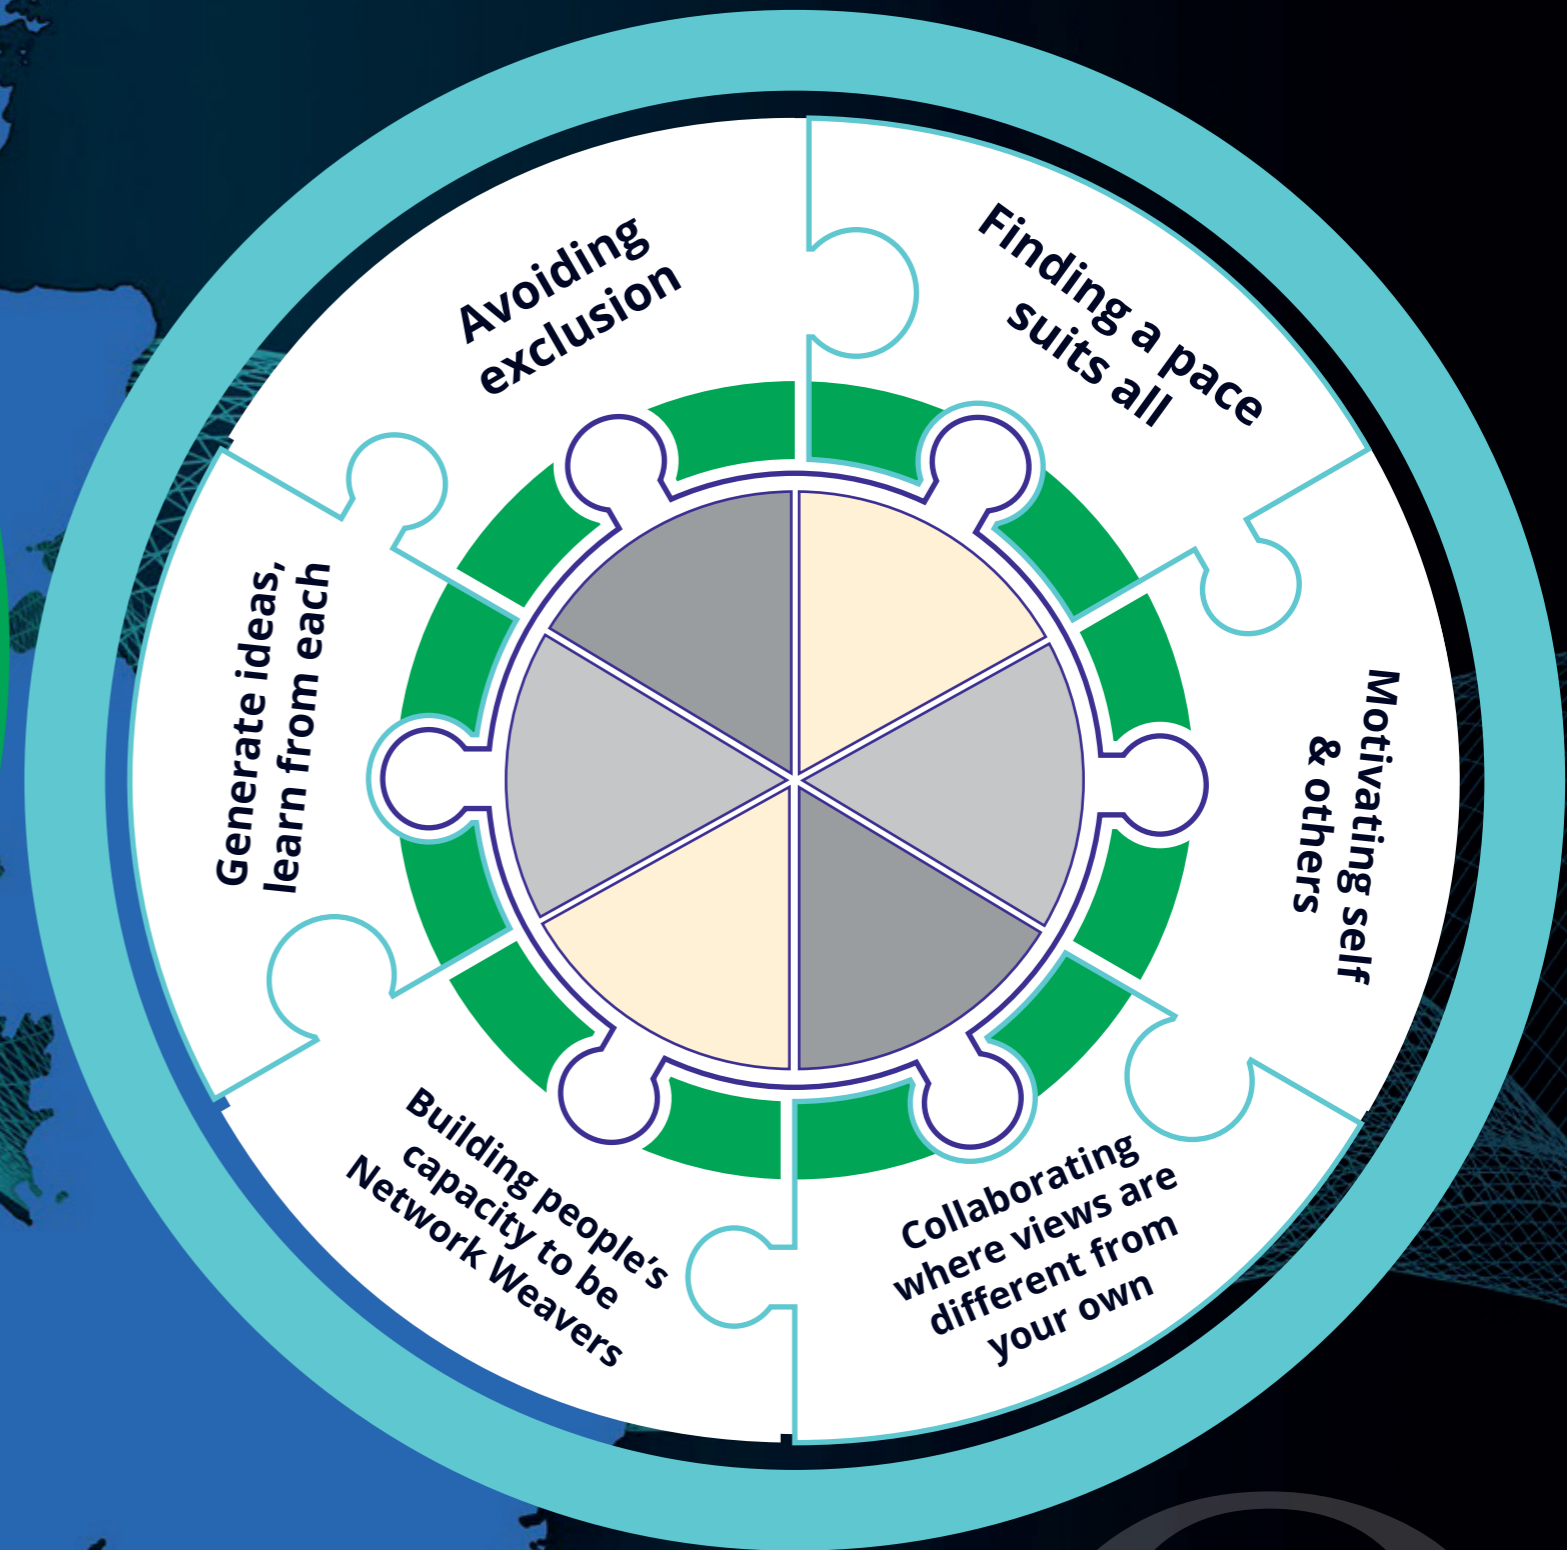 Avoiding
exclusion
Finding a pace
suits all
Motivating self
& others
Collaborating
where views are
different from
your own
Building people’s
capacity to be
Network Weavers
Generate ideas,
learn from each